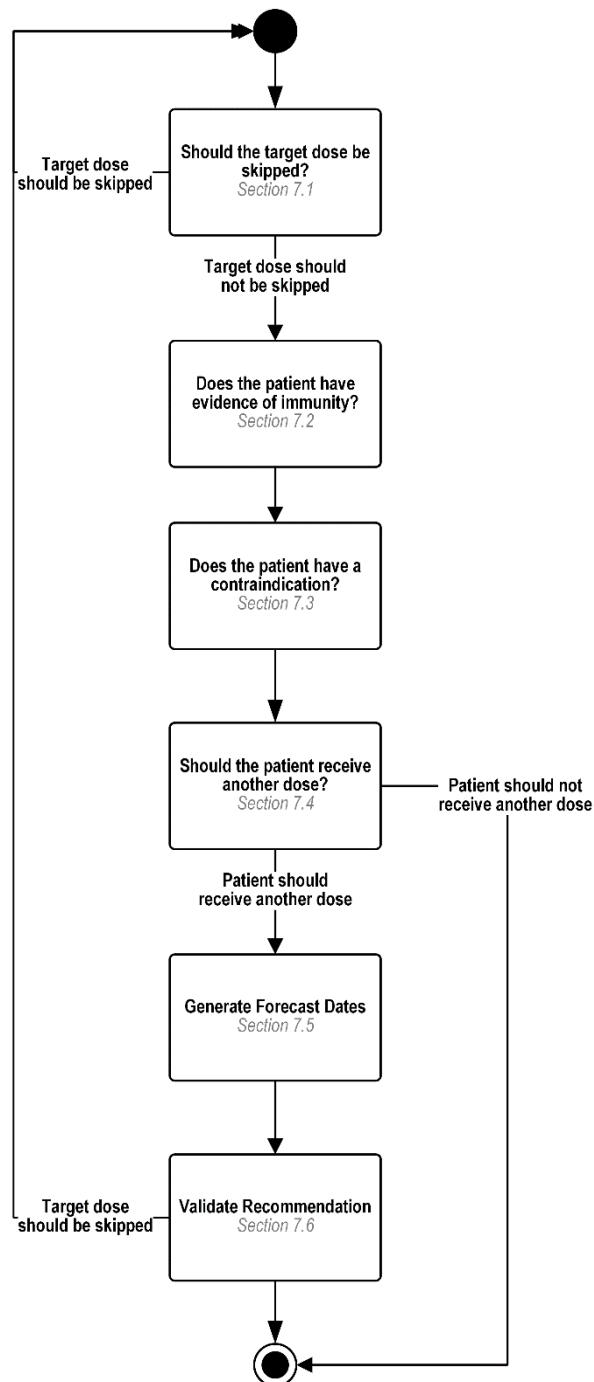 Should the target dose be
skipped?
Section 7.1
Target dose
should be skipped
Target dose should
not be skipped
Does the patient have
evidence of immunity?
Section 7.2
Does the patient have a
contraindication?
Section 7.3
Should the patient receive
another dose?
Section 7.4
Patient should not
receive another dose
Patient should
receive another dose
Generate Forecast Dates
Section 7.5
Validate Recommendation
Section 7.6
Target dose
should be skipped